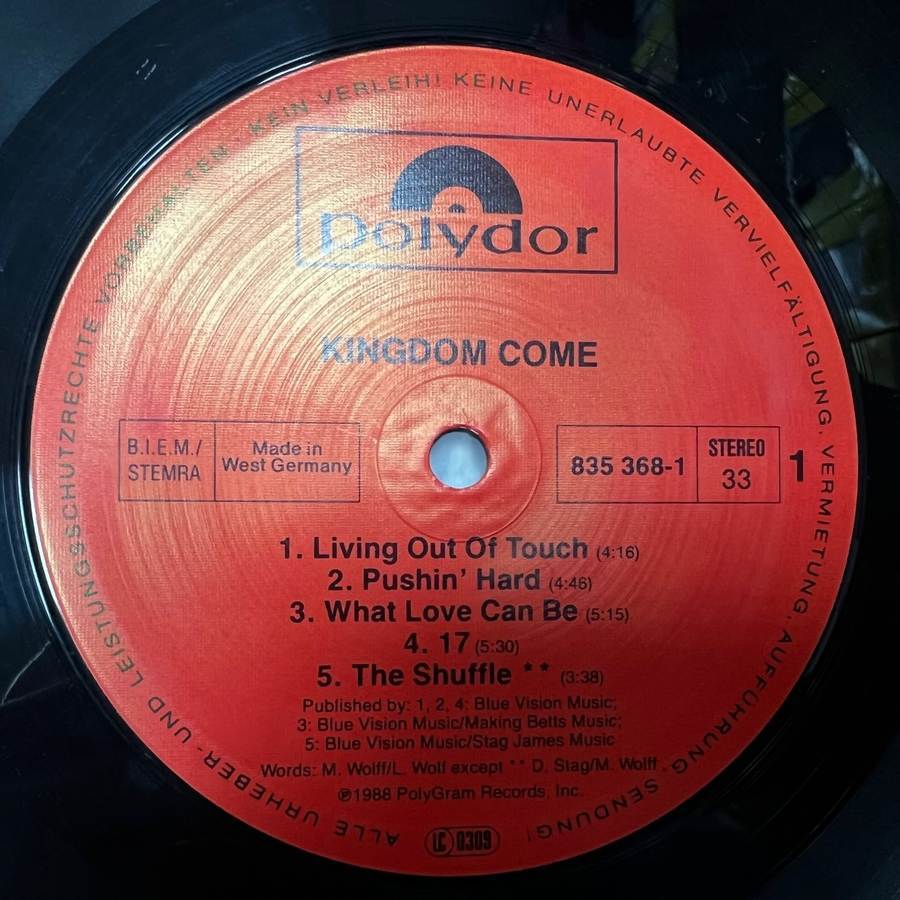 ALLE URHEBER- UND LEISTUNGSSCHUTZRECHTE VORBEHALTEN · KEIN VERLEIH! KEINE UNERLAUBTE VERVIELFÄLTIGUNG, VERMIETUNG, AUFFÜHRUNG, SENDUNG!
polydor
KINGDOM COME
B.I.E.M./
STEMRA
Made in
West Germany
835 368-1
STEREO
33
1
1. Living Out Of Touch (4:16)
2. Pushin' Hard (4:46)
3. What Love Can Be (5:15)
4. 17 (5:30)
5. The Shuffle ** (3:38)
Published by: 1, 2, 4: Blue Vision Music;
3: Blue Vision Music/Making Betts Music;
5: Blue Vision Music/Stag James Music
Words: M. Wolff/L. Wolf except ** D. Stag/M. Wolff
℗1988 PolyGram Records, Inc.
LC 0309